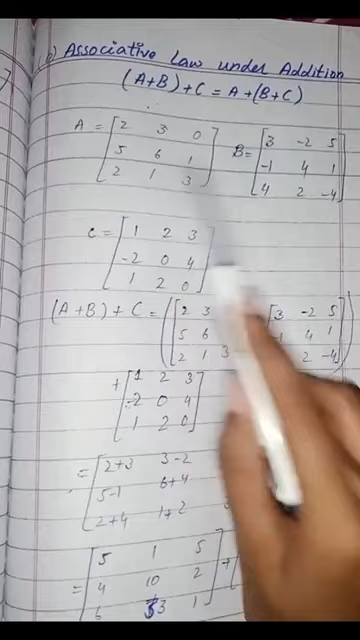 (b) Associative Law under Addition
(A+B)+C = A+(B+C)
A = [2 3 0 B= [3 -2 5
5 6 1 -1 4 1
2 1 3] 4 2 -4]
C = [1 2 3
-2 0 4
1 2 0]
(A+B)+C = ([2 3 [3 -2 5
5 6 4 1
2 1 3 2 -4])
+ [1 2 3
-2 0 4
1 2 0]
= [2+3 3-2
5-1 6+4
2+4 1+2
= [5 1 5
4 10 2
6 3 1] +